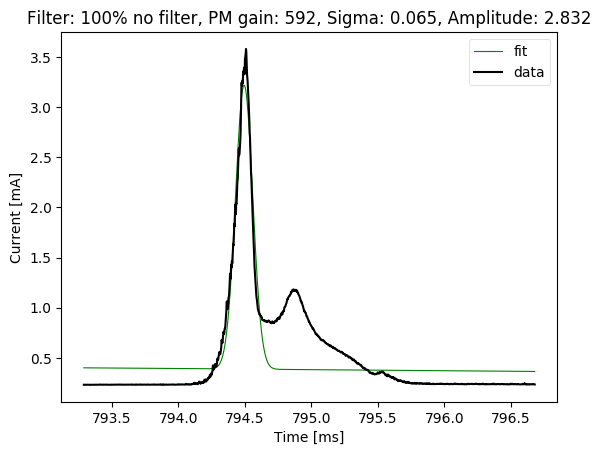 Filter: 100% no filter, PM gain: 592, Sigma: 0.065, Amplitude: 2.832
fit
data
3.5
3.0
2.5
2.0
1.5
1.0
0.5
Current [mA]
793.5 794.0 794.5 795.0 795.5 796.0 796.5
Time [ms]